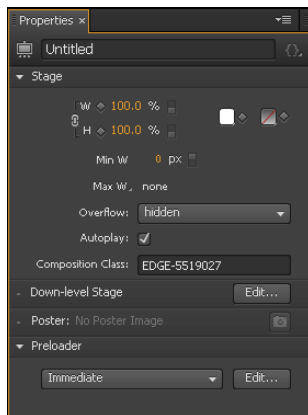 Properties ×
Untitled {}
Stage
W 100.0 %
H 100.0 %
Min W 0 px
Max W none
Overflow: hidden
Autoplay:
Composition Class: EDGE-5519027
Down-level Stage Edit...
Poster: No Poster Image
Preloader
Immediate Edit...